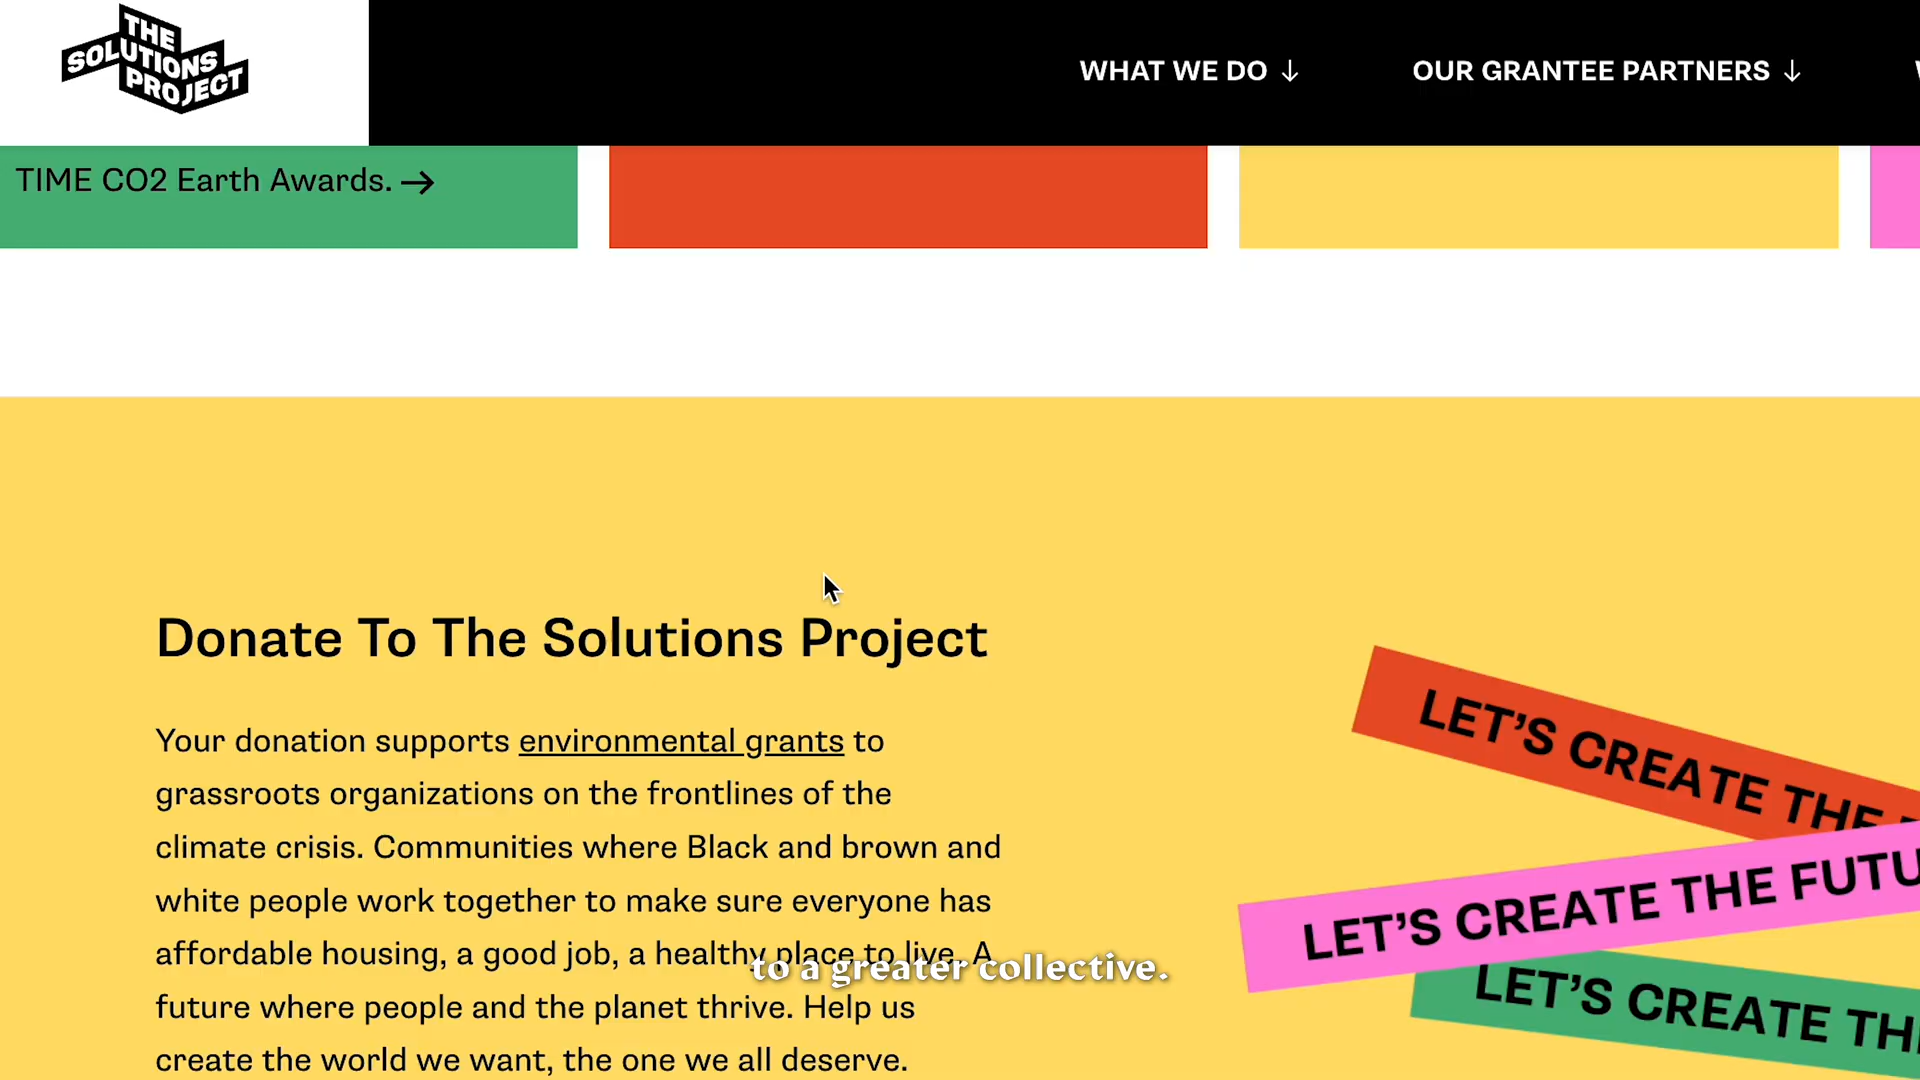 THE
SOLUTIONS
PROJECT
WHAT WE DO ↓
OUR GRANTEE PARTNERS ↓
TIME CO2 Earth Awards. →
Donate To The Solutions Project
Your donation supports environmental grants to
grassroots organizations on the frontlines of the
climate crisis. Communities where Black and brown and
white people work together to make sure everyone has
affordable housing, a good job, a healthy place to live. A
future where people and the planet thrive. Help us
create the world we want, the one we all deserve.
LET'S CREATE THE
LET'S CREATE THE FUTU
LET'S CREATE TH
to a greater collective.